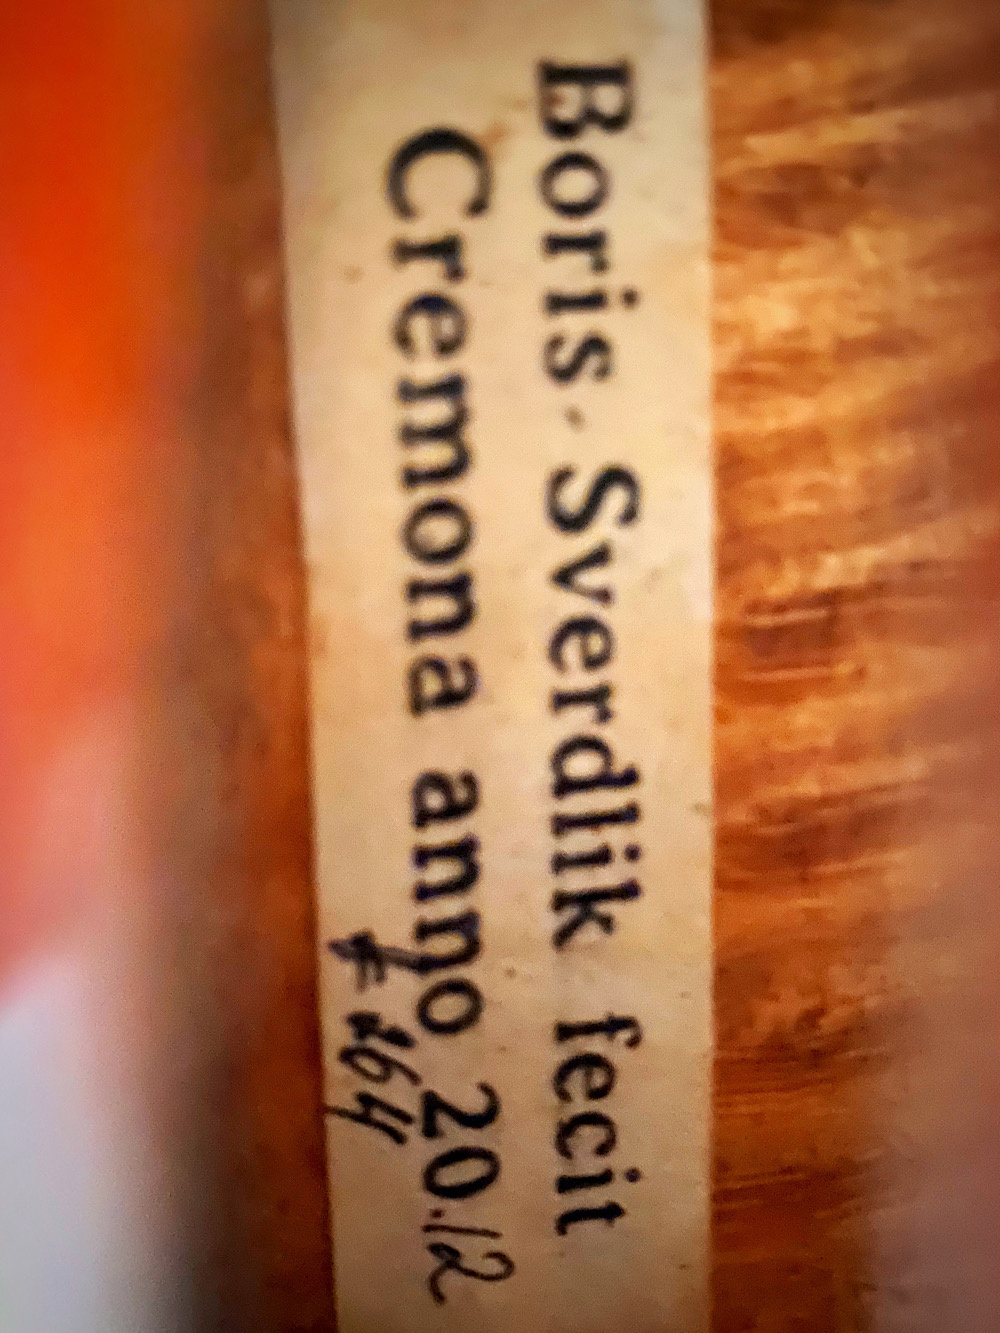 Boris Sverdlik fecit
Cremona anno 2012
# 164